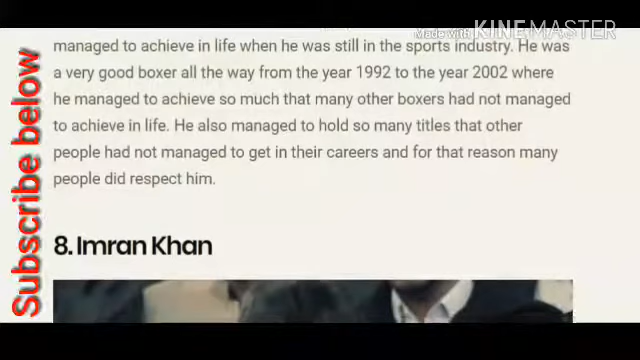 Made with KINEMASTER
managed to achieve in life when he was still in the sports industry. He was
a very good boxer all the way from the year 1992 to the year 2002 where
he managed to achieve so much that many other boxers had not managed
to achieve in life. He also managed to hold so many titles that other
people had not managed to get in their careers and for that reason many
people did respect him.
8. Imran Khan
Subscribe below